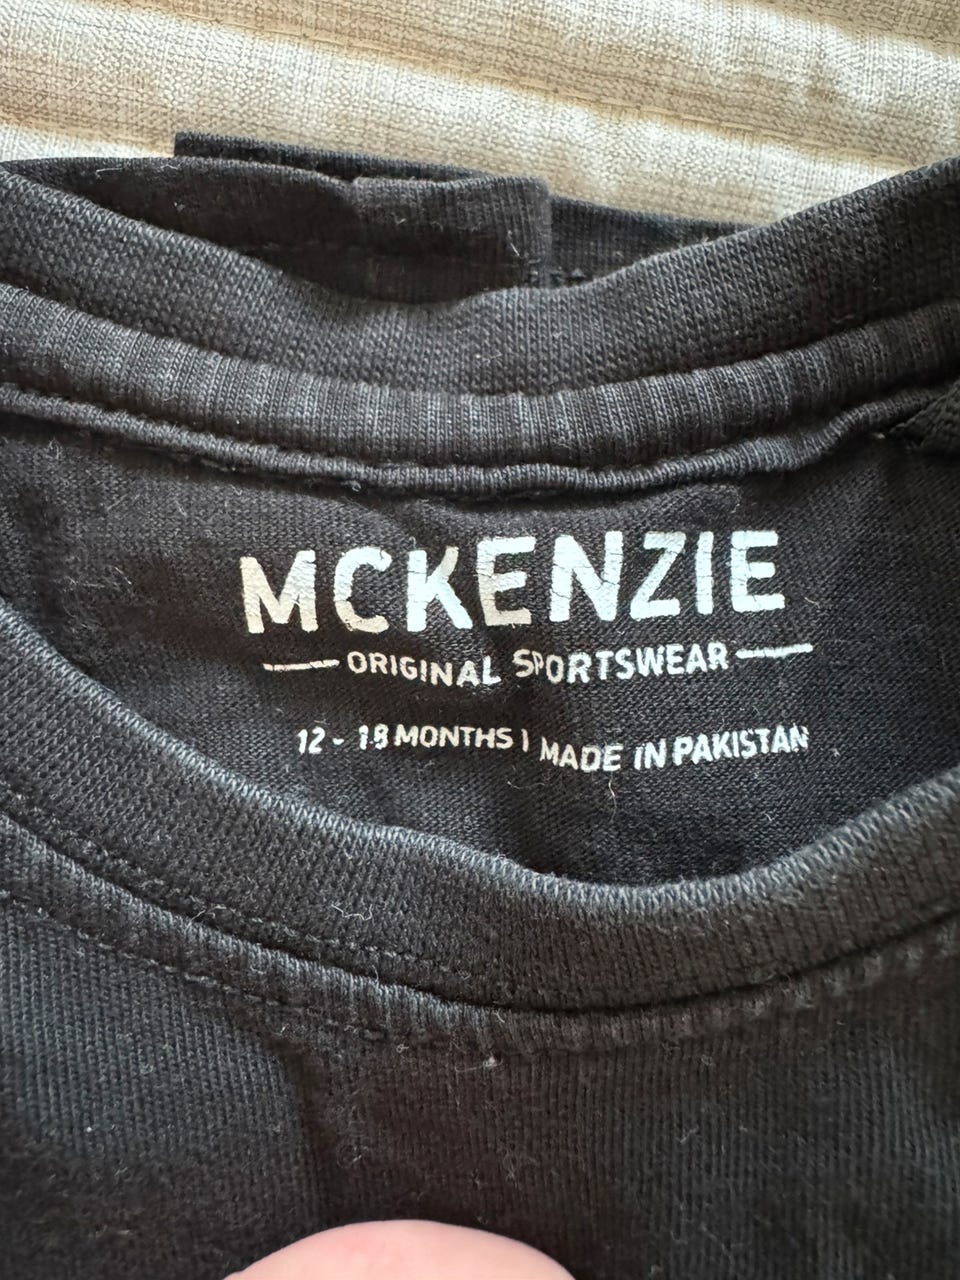 MCKENZIE
ORIGINAL SPORTSWEAR
12 - 18 MONTHS | MADE IN PAKISTAN